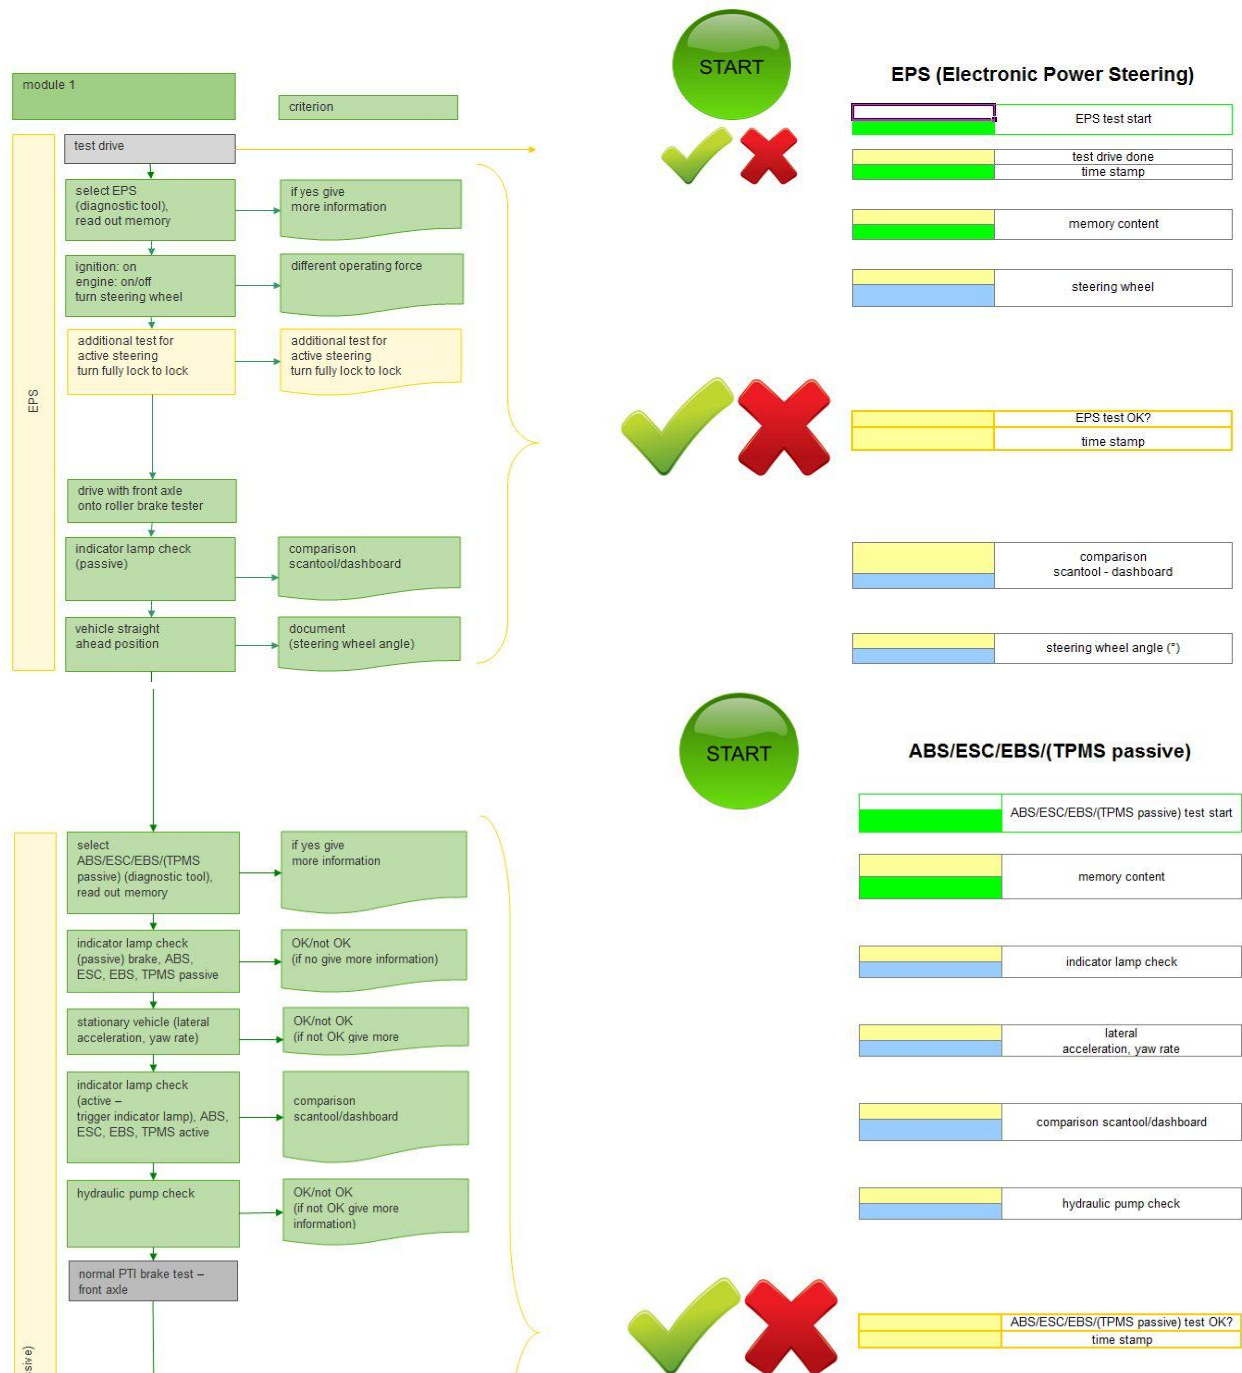 START
EPS (Electronic Power Steering)
module 1
criterion
EPS test start
test drive
test drive done
time stamp
select EPS
(diagnostic tool),
read out memory
if yes give
more information
memory content
ignition: on
engine: on/off
turn steering wheel
different operating force
steering wheel
additional test for
active steering
turn fully lock to lock
additional test for
active steering
turn fully lock to lock
EPS
EPS test OK?
time stamp
drive with front axle
onto roller brake tester
indicator lamp check
(passive)
comparison
scantool/dashboard
comparison
scantool - dashboard
vehicle straight
ahead position
document
(steering wheel angle)
steering wheel angle (°)
START
ABS/ESC/EBS/(TPMS passive)
ABS/ESC/EBS/(TPMS passive) test start
select
ABS/ESC/EBS/(TPMS
passive) (diagnostic tool),
read out memory
if yes give
more information
memory content
indicator lamp check
(passive) brake, ABS,
ESC, EBS, TPMS passive
OK/not OK
(if no give more information)
indicator lamp check
stationary vehicle (lateral
acceleration, yaw rate)
OK/not OK
(if not OK give more
lateral
acceleration, yaw rate
indicator lamp check
(active –
trigger indicator lamp), ABS,
ESC, EBS, TPMS active
comparison
scantool/dashboard
comparison scantool/dashboard
hydraulic pump check
OK/not OK
(if not OK give more
information)
hydraulic pump check
normal PTI brake test –
front axle
ABS/ESC/EBS/(TPMS passive) test OK?
time stamp